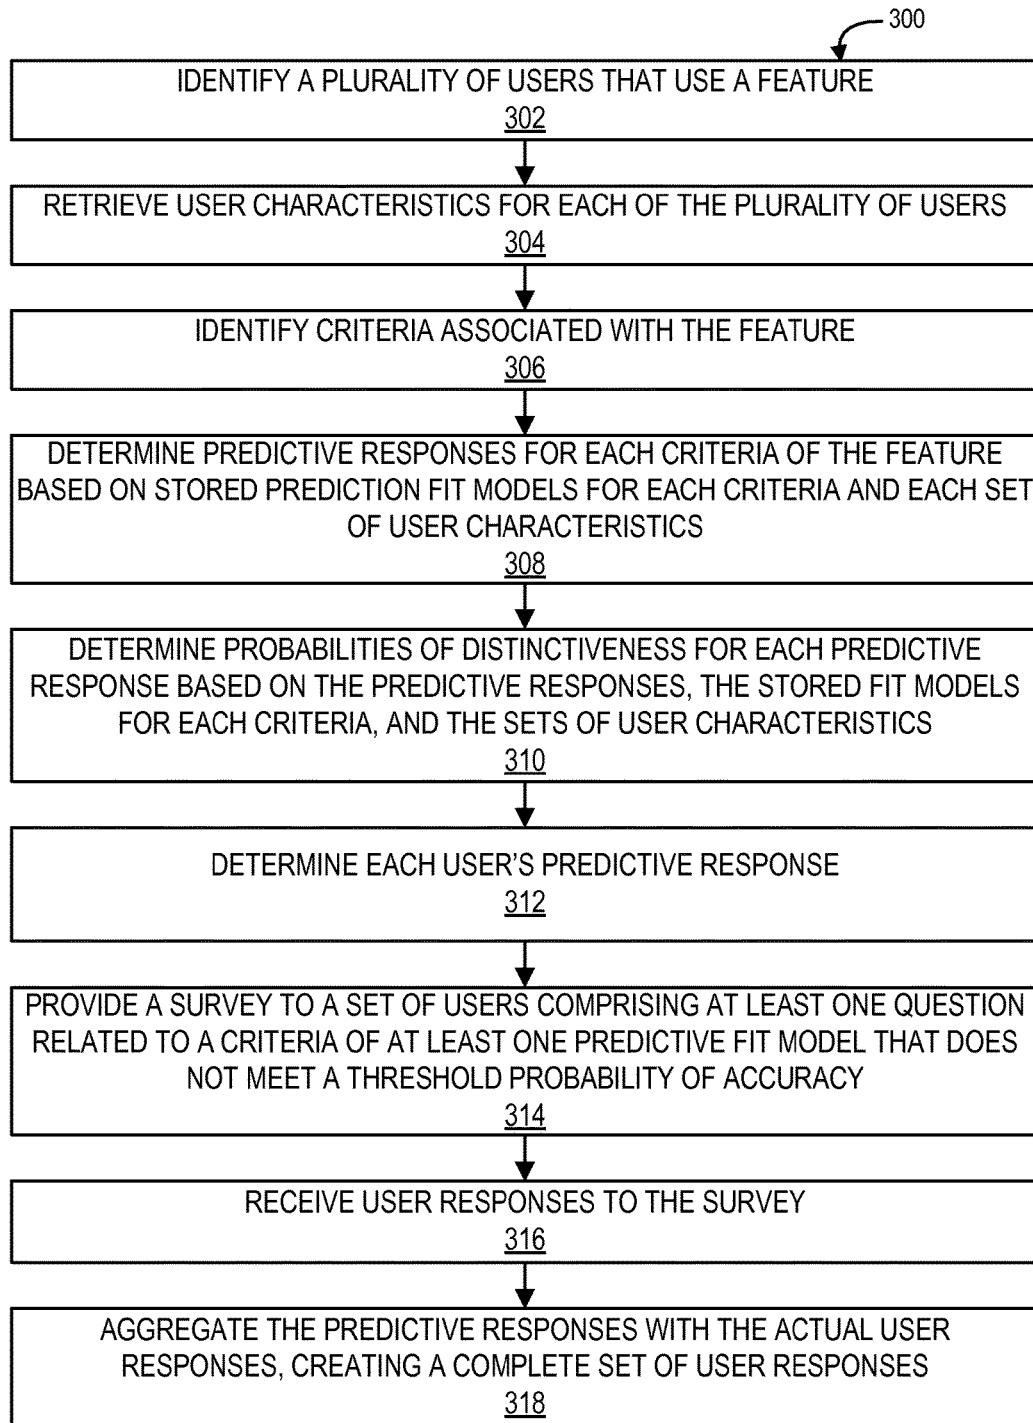 300
IDENTIFY A PLURALITY OF USERS THAT USE A FEATURE
302
RETRIEVE USER CHARACTERISTICS FOR EACH OF THE PLURALITY OF USERS
304
IDENTIFY CRITERIA ASSOCIATED WITH THE FEATURE
306
DETERMINE PREDICTIVE RESPONSES FOR EACH CRITERIA OF THE FEATURE
BASED ON STORED PREDICTION FIT MODELS FOR EACH CRITERIA AND EACH SET
OF USER CHARACTERISTICS
308
DETERMINE PROBABILITIES OF DISTINCTIVENESS FOR EACH PREDICTIVE
RESPONSE BASED ON THE PREDICTIVE RESPONSES, THE STORED FIT MODELS
FOR EACH CRITERIA, AND THE SETS OF USER CHARACTERISTICS
310
DETERMINE EACH USER'S PREDICTIVE RESPONSE
312
PROVIDE A SURVEY TO A SET OF USERS COMPRISING AT LEAST ONE QUESTION
RELATED TO A CRITERIA OF AT LEAST ONE PREDICTIVE FIT MODEL THAT DOES
NOT MEET A THRESHOLD PROBABILITY OF ACCURACY
314
RECEIVE USER RESPONSES TO THE SURVEY
316
AGGREGATE THE PREDICTIVE RESPONSES WITH THE ACTUAL USER
RESPONSES, CREATING A COMPLETE SET OF USER RESPONSES
318